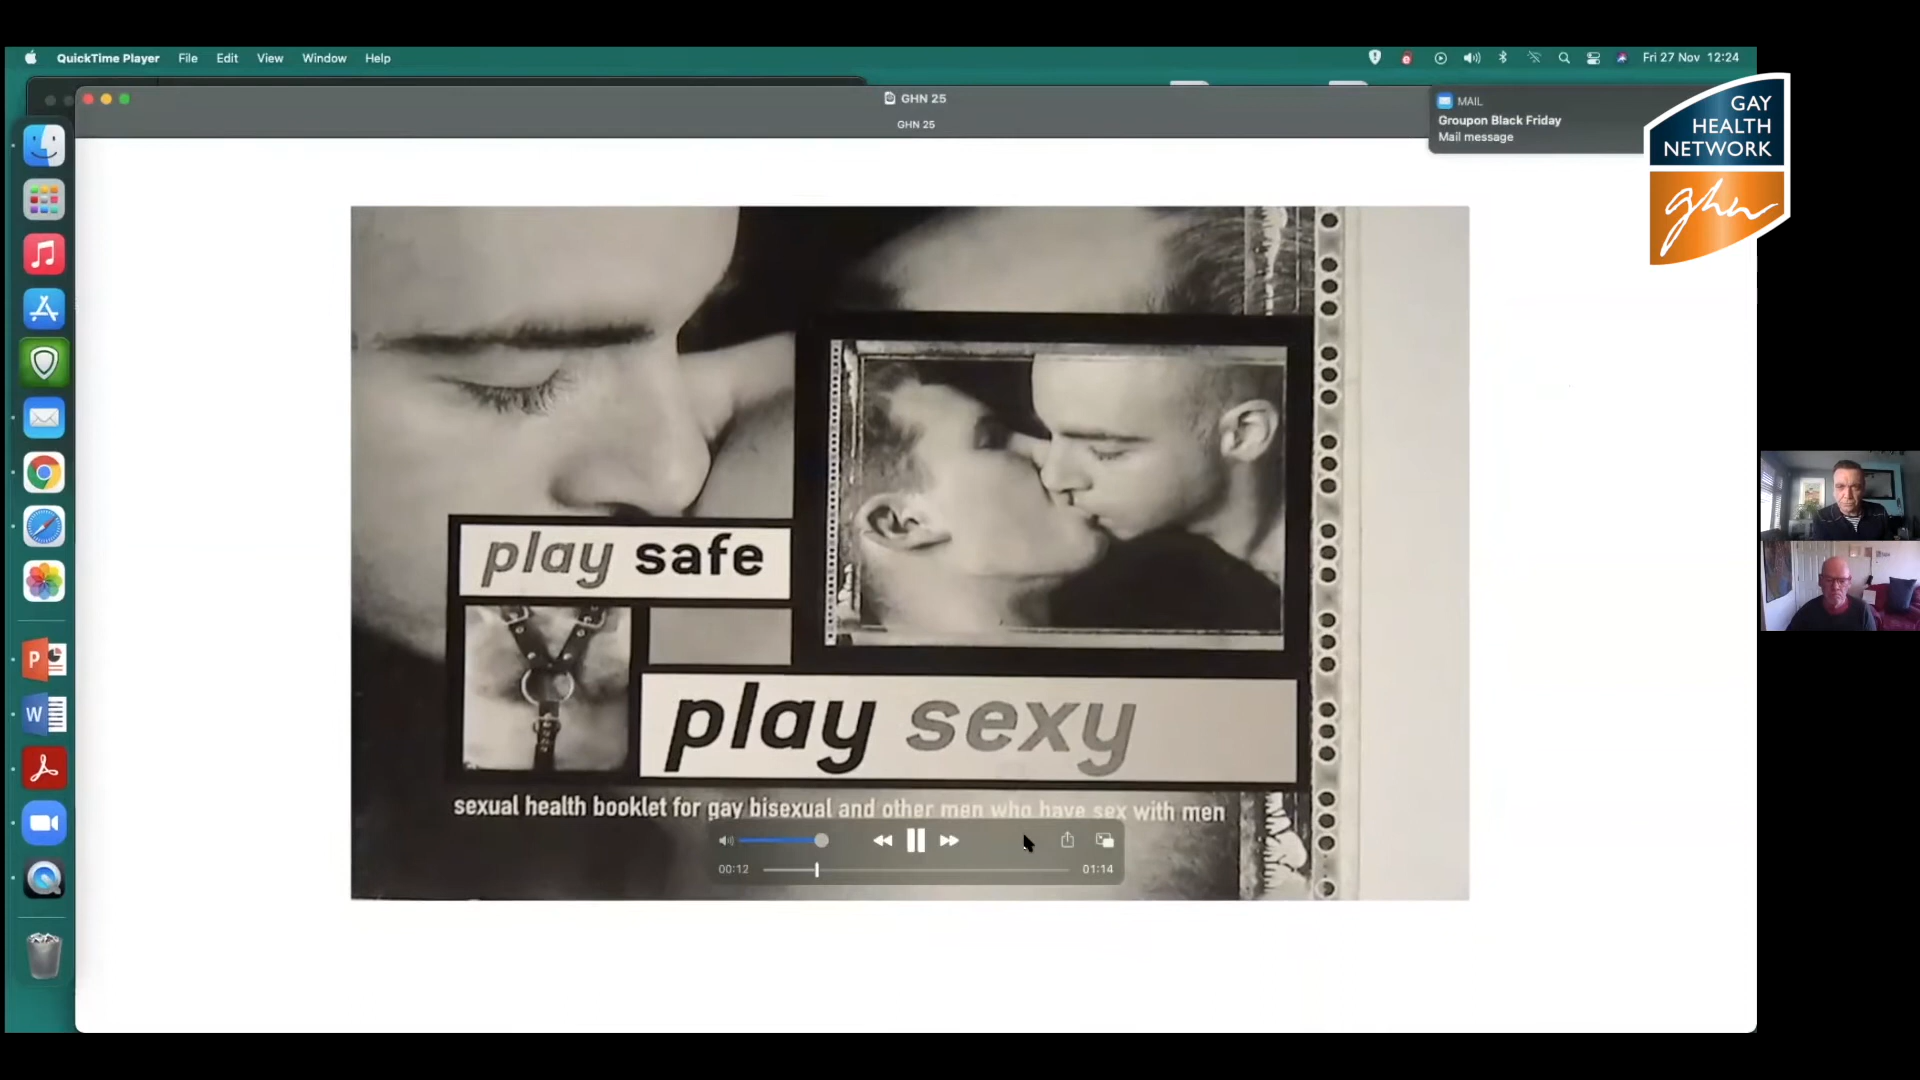 QuickTime Player File Edit View Window Help
Fri 27 Nov 12:24
GHN 25
GHN 25
MAIL
Groupon Black Friday
Mail message
GAY
HEALTH
NETWORK
ghn
play safe
play sexy
sexual health booklet for gay bisexual and other men who have sex with men
00:12
01:14
P
W